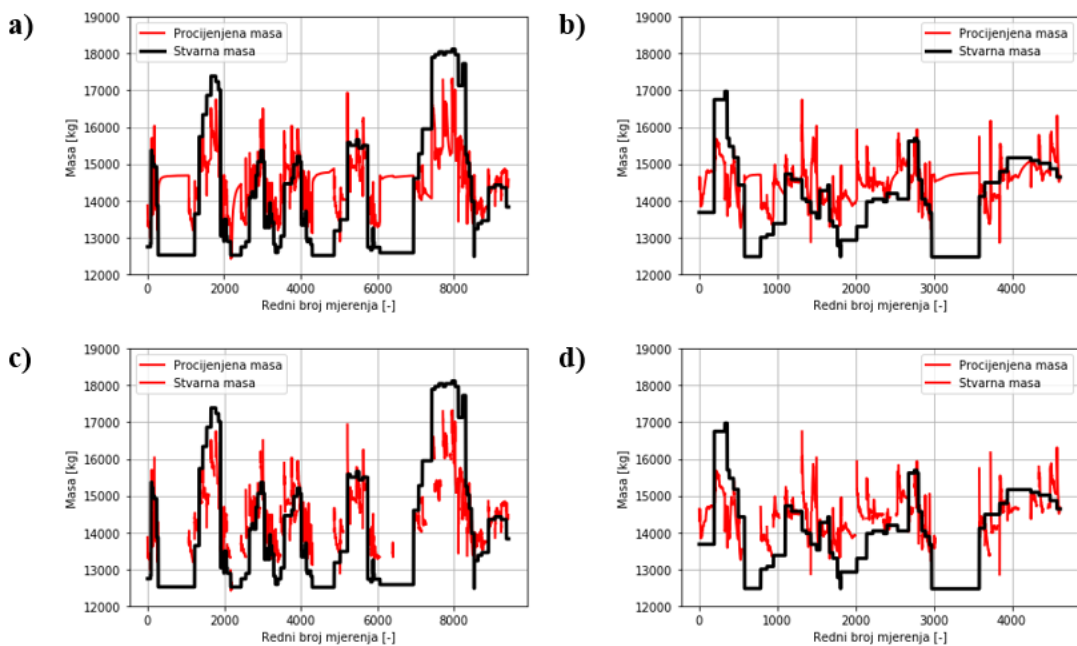 a)
19000
18000
17000
16000
15000
14000
13000
12000
Masa [kg]
Procijenjena masa
Stvarna masa
0 2000 4000 6000 8000
Redni broj mjerenja [-]
b)
19000
18000
17000
16000
15000
14000
13000
12000
Masa [kg]
Procijenjena masa
Stvarna masa
0 1000 2000 3000 4000
Redni broj mjerenja [-]
c)
19000
18000
17000
16000
15000
14000
13000
12000
Masa [kg]
Procijenjena masa
Stvarna masa
0 2000 4000 6000 8000
Redni broj mjerenja [-]
d)
19000
18000
17000
16000
15000
14000
13000
12000
Masa [kg]
Procijenjena masa
Stvarna masa
0 1000 2000 3000 4000
Redni broj mjerenja [-]